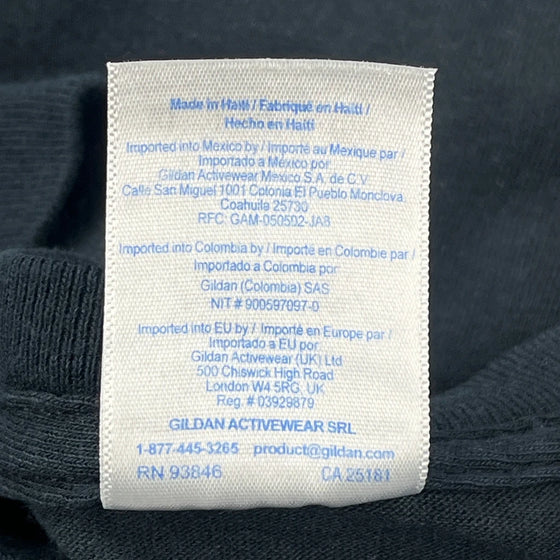 Made in Haiti / Fabriqué en Haïti /
Hecho en Haití
Imported into Mexico by / Importé au Mexique par /
Importado a México por
Gildan Activewear Mexico S.A. de C.V.
Calle San Miguel 1001 Colonia El Pueblo Monclova,
Coahuila 25730
RFC: GAM-050502-JA8
Imported into Colombia by / Importé en Colombie par /
Importado a Colombia por
Gildan (Colombia) SAS
NIT # 900597097-0
Imported into EU by / Importé en Europe par /
Importado a EU por
Gildan Activewear (UK) Ltd
500 Chiswick High Road
London W4 5RG, UK
Reg. # 03929879
GILDAN ACTIVEWEAR SRL
1-877-445-3265 product@gildan.com
RN 93846 CA 25181